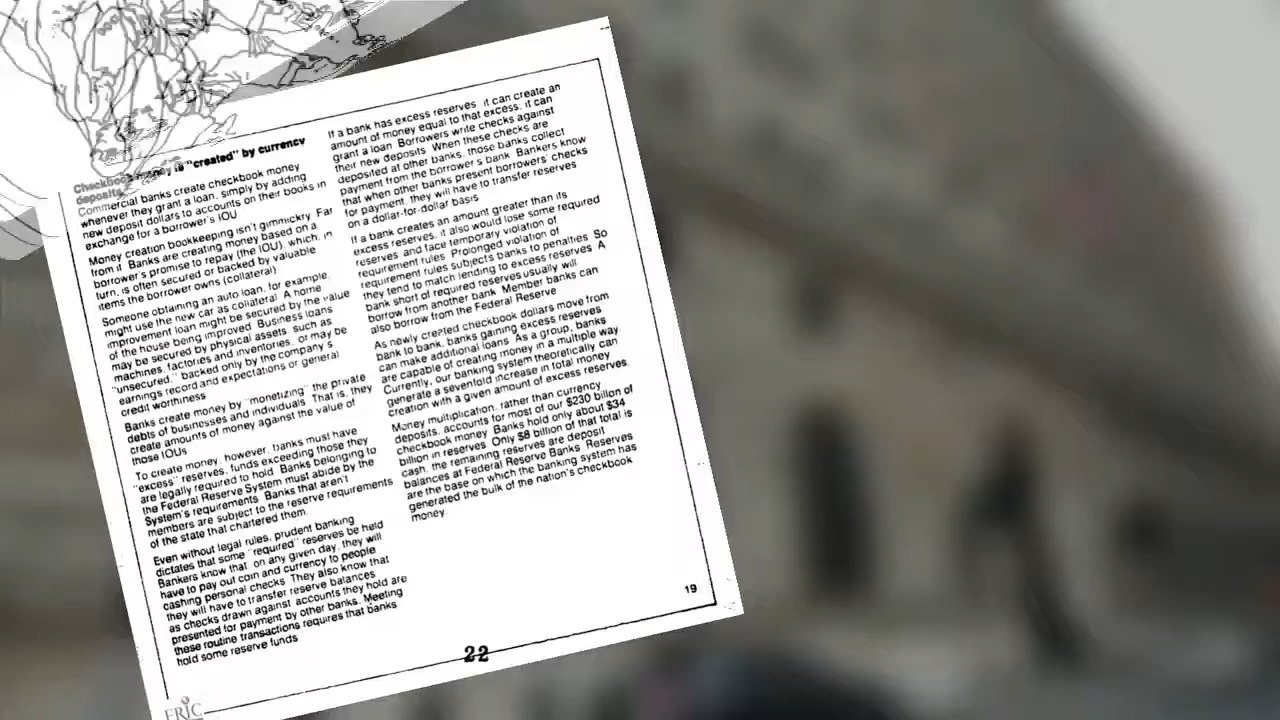 Checkbook money is "created" by currency
deposits
Commercial banks create checkbook money
whenever they grant a loan, simply by adding
new deposit dollars to accounts on their books in
exchange for a borrower's IOU
Money creation bookkeeping isn't gimmickry. Far
from it. Banks are creating money based on a
borrower's promise to repay (the IOU), which, in
turn, is often secured or backed by valuable
items the borrower owns (collateral)
Someone obtaining an auto loan, for example,
might use the new car as collateral. A home
improvement loan might be secured by the value
of the house being improved. Business loans
may be secured by physical assets, such as
machines, factories and inventories, or may be
"unsecured," backed only by the company's
earnings record and expectations or general
credit worthiness
Banks create money by "monetizing" the private
debts of businesses and individuals. That is, they
create amounts of money against the value of
those IOUs
To create money, however, banks must have
"excess" reserves, funds exceeding those they
are legally required to hold. Banks belonging to
the Federal Reserve System must abide by the
System's requirements. Banks that aren't
members are subject to the reserve requirements
of the state that chartered them.
Even without legal rules, prudent banking
dictates that some "required" reserves be held
Bankers know that, on any given day, they will
have to pay out coin and currency to people
cashing personal checks. They also know that
they will have to transfer reserve balances
as checks drawn against accounts they hold are
presented for payment by other banks. Meeting
these routine transactions requires that banks
hold some reserve funds
If a bank has excess reserves, it can create an
amount of money equal to that excess; it can
grant a loan. Borrowers write checks against
their new deposits. When these checks are
deposited at other banks, those banks collect
payment from the borrower's bank. Bankers know
that when other banks present borrowers' checks
for payment, they will have to transfer reserves
on a dollar-for-dollar basis
If a bank creates an amount greater than its
excess reserves, it also would lose some required
reserves and face temporary violation of
requirement rules. Prolonged violation of
requirement rules subjects banks to penalties. So
they tend to match lending to excess reserves. A
bank short of required reserves usually will
borrow from another bank. Member banks can
also borrow from the Federal Reserve
As newly created checkbook dollars move from
bank to bank, banks gaining excess reserves
can make additional loans. As a group, banks
are capable of creating money in a multiple way.
Currently, our banking system theoretically can
generate a sevenfold increase in total money
creation with a given amount of excess reserves.
Money multiplication, rather than currency
deposits, accounts for most of our $230 billon of
checkbook money. Banks hold only about $34
billion in reserves. Only $8 billion of that total is
cash, the remaining reserves are deposit
balances at Federal Reserve Banks. Reserves
are the base on which the banking system has
generated the bulk of the nation's checkbook
money.
19
22
ERIC